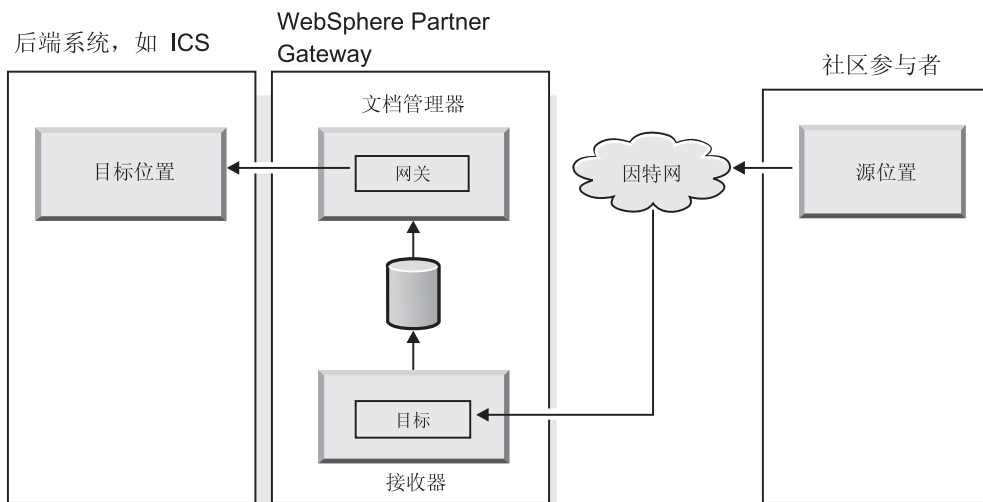 后端系统，如 ICS
WebSphere Partner
Gateway
社区参与者
文档管理器
目标位置
网关
因特网
源位置
目标
接收器